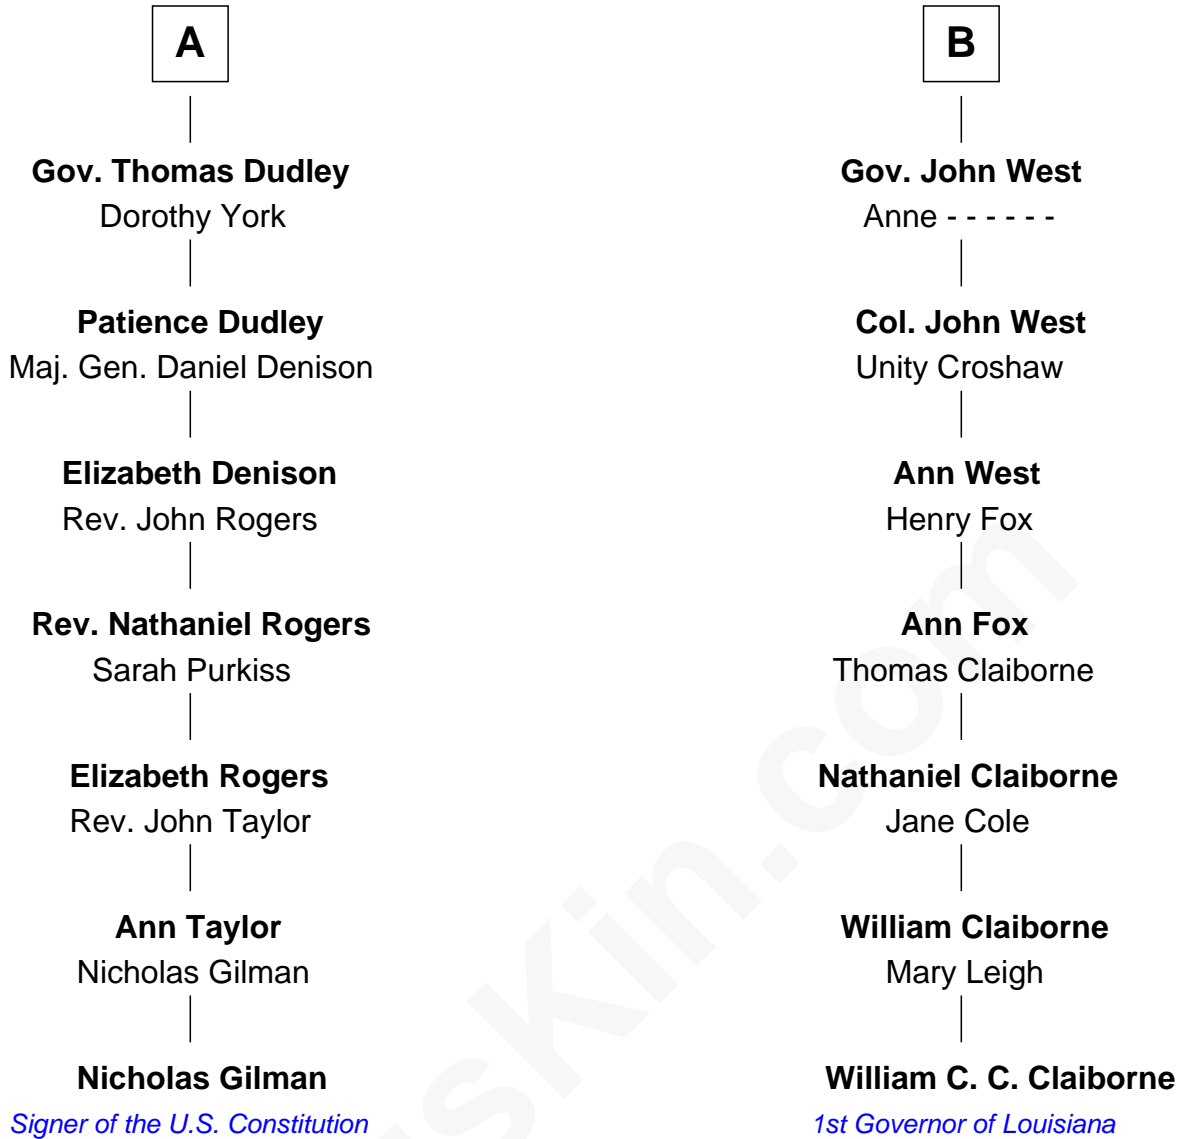 A
Gov. Thomas Dudley
Dorothy York
Patience Dudley
Maj. Gen. Daniel Denison
Elizabeth Denison
Rev. John Rogers
Rev. Nathaniel Rogers
Sarah Purkiss
Elizabeth Rogers
Rev. John Taylor
Ann Taylor
Nicholas Gilman
Nicholas Gilman
Signer of the U.S. Constitution
B
Gov. John West
Anne - - - - - -
Col. John West
Unity Croshaw
Ann West
Henry Fox
Ann Fox
Thomas Claiborne
Nathaniel Claiborne
Jane Cole
William Claiborne
Mary Leigh
William C. C. Claiborne
1st Governor of Louisiana